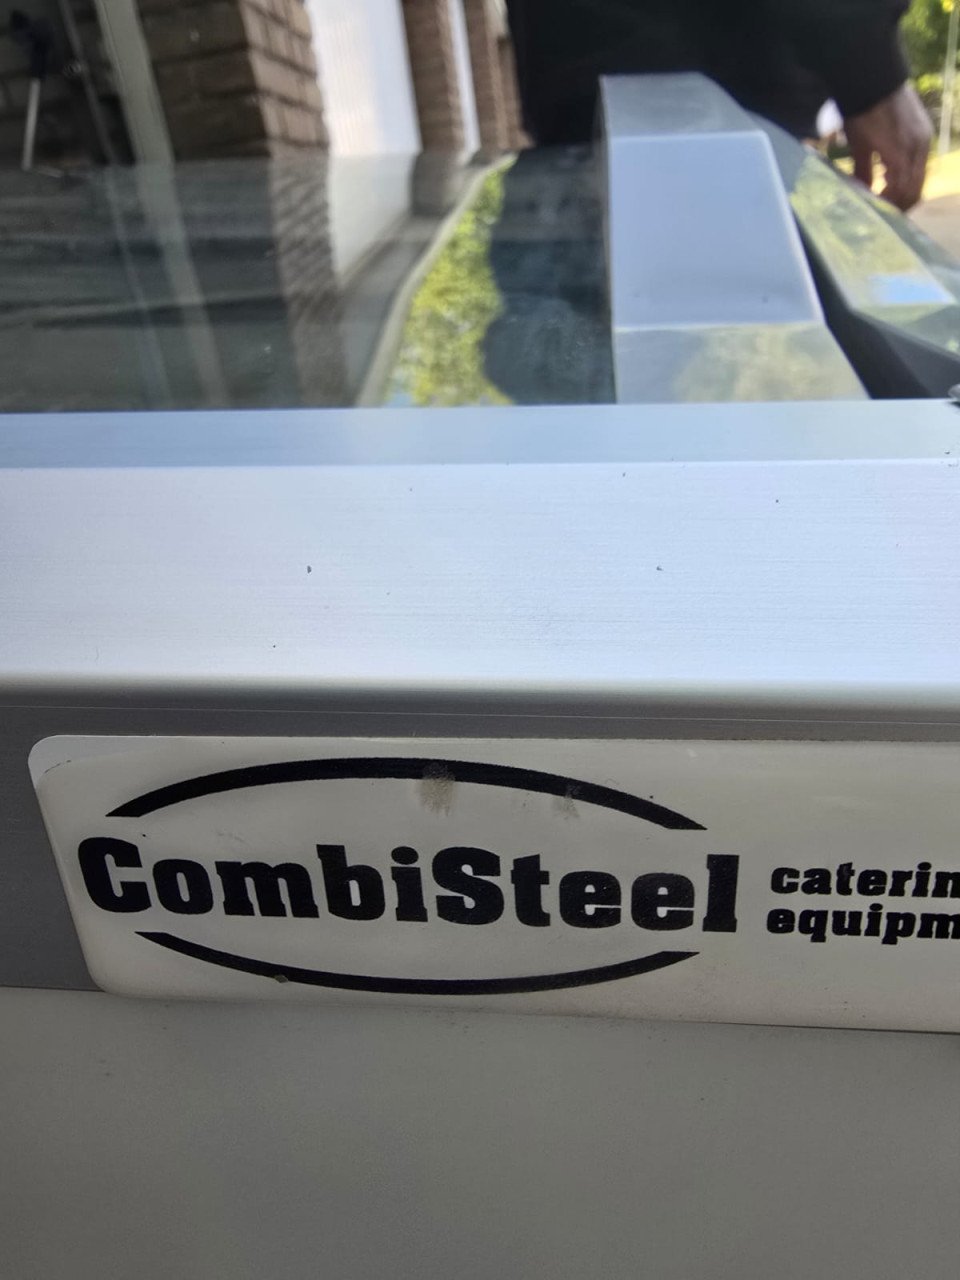 CombiSteel
caterin
equipm